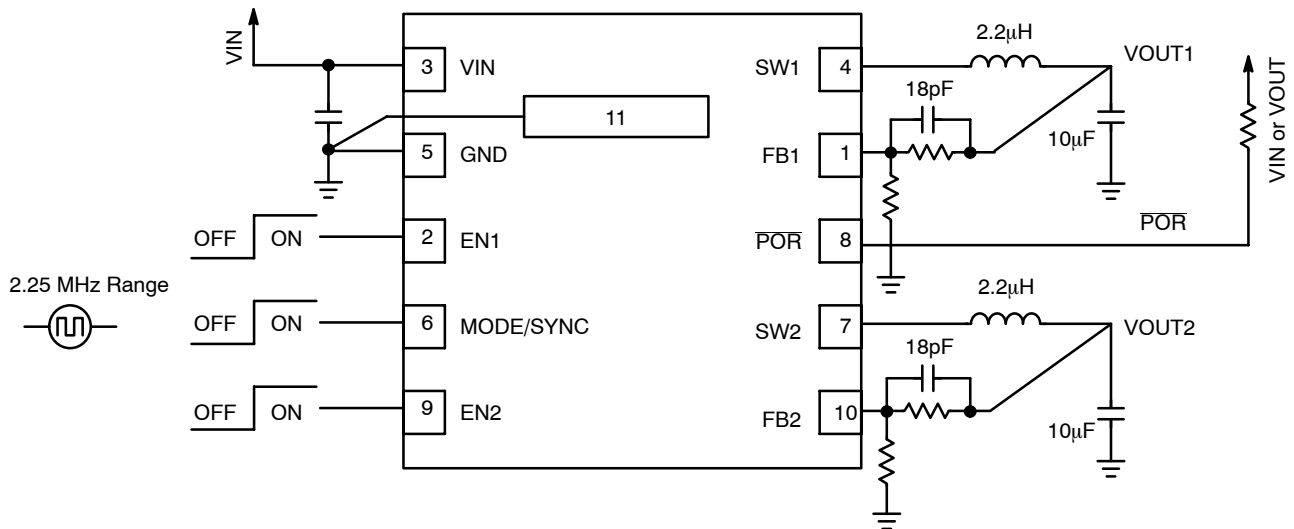 VIN
3 VIN
11
5 GND
OFF ON 2 EN1
2.25 MHz Range
OFF ON 6 MODE/SYNC
OFF ON 9 EN2
SW1 4
2.2μH
VOUT1
18pF
FB1 1
10μF
VIN or VOUT
POR 8
POR
SW2 7
2.2μH
VOUT2
18pF
FB2 10
10μF